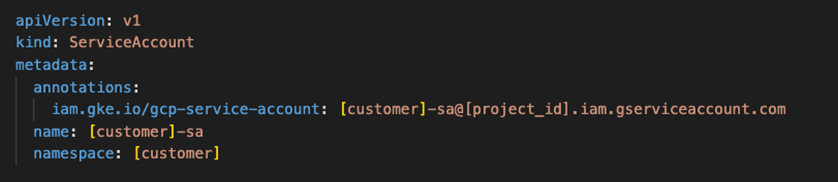 apiVersion: v1
kind: ServiceAccount
metadata:
  annotations:
    iam.gke.io/gcp-service-account: [customer]-sa@[project_id].iam.gserviceaccount.com
  name: [customer]-sa
  namespace: [customer]